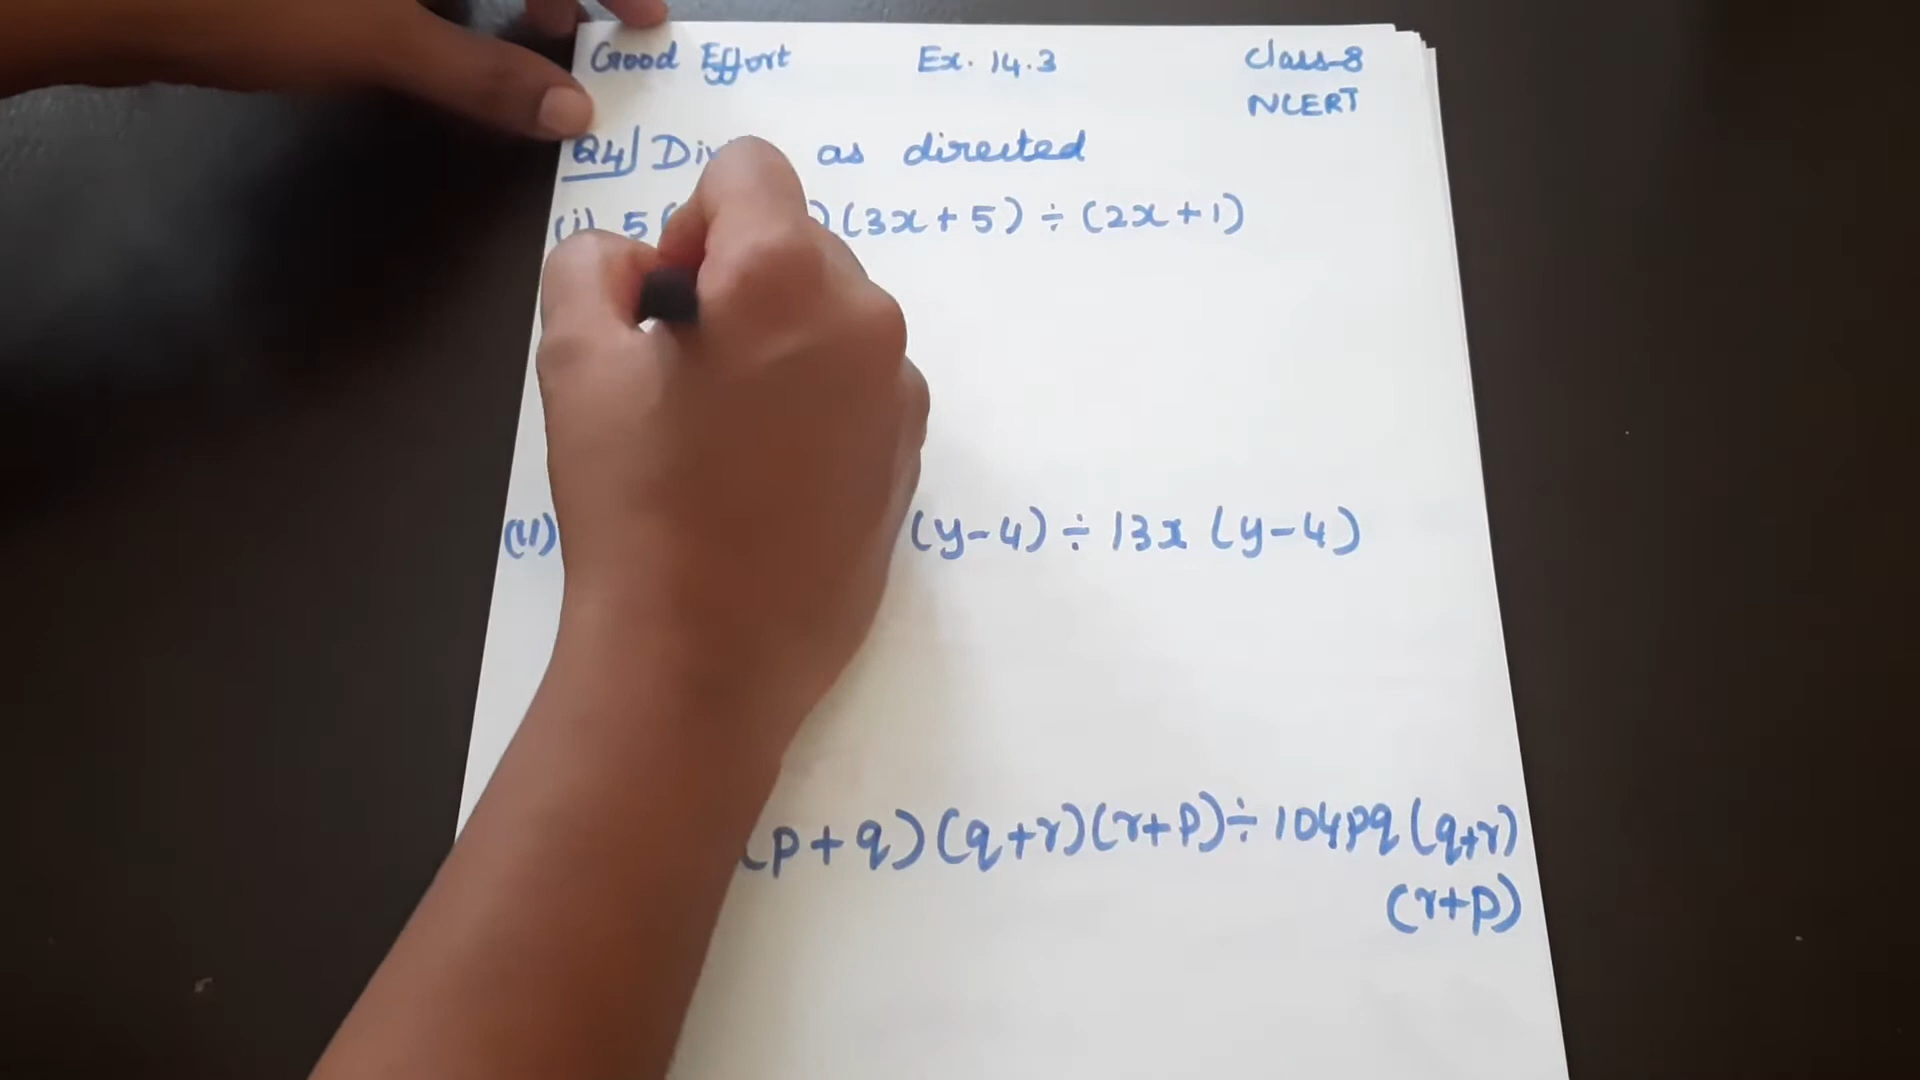 Good Effort Ex. 14.3 Class-8
NCERT
Q4/ as directed
(i) 5 (3x+5) ÷ (2x+1)
(ii) (y-4) ÷ 13x (y-4)
(p+q) (q+r) (r+p) ÷ 104pq (q+r)
(r+p)